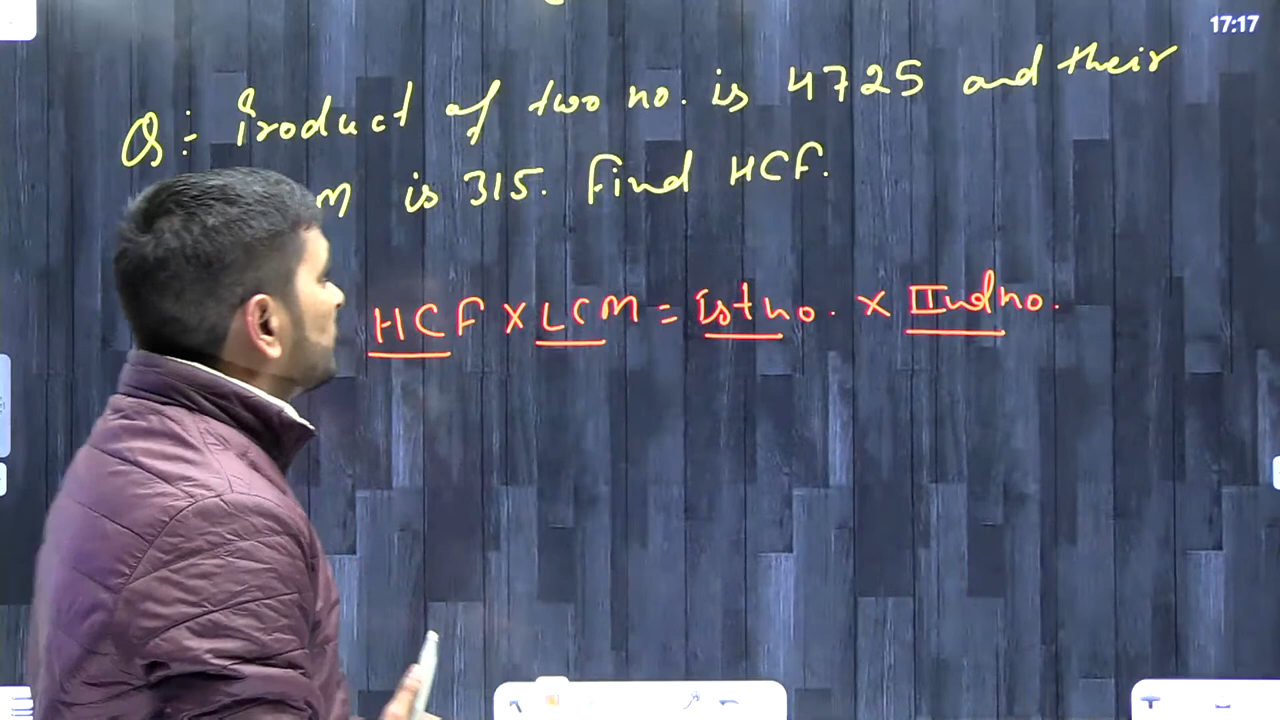 17:17
Q:- Product of two no. is 4725 and their
M is 315. Find HCF.
HCF X LCM = Ist no. X IInd no.